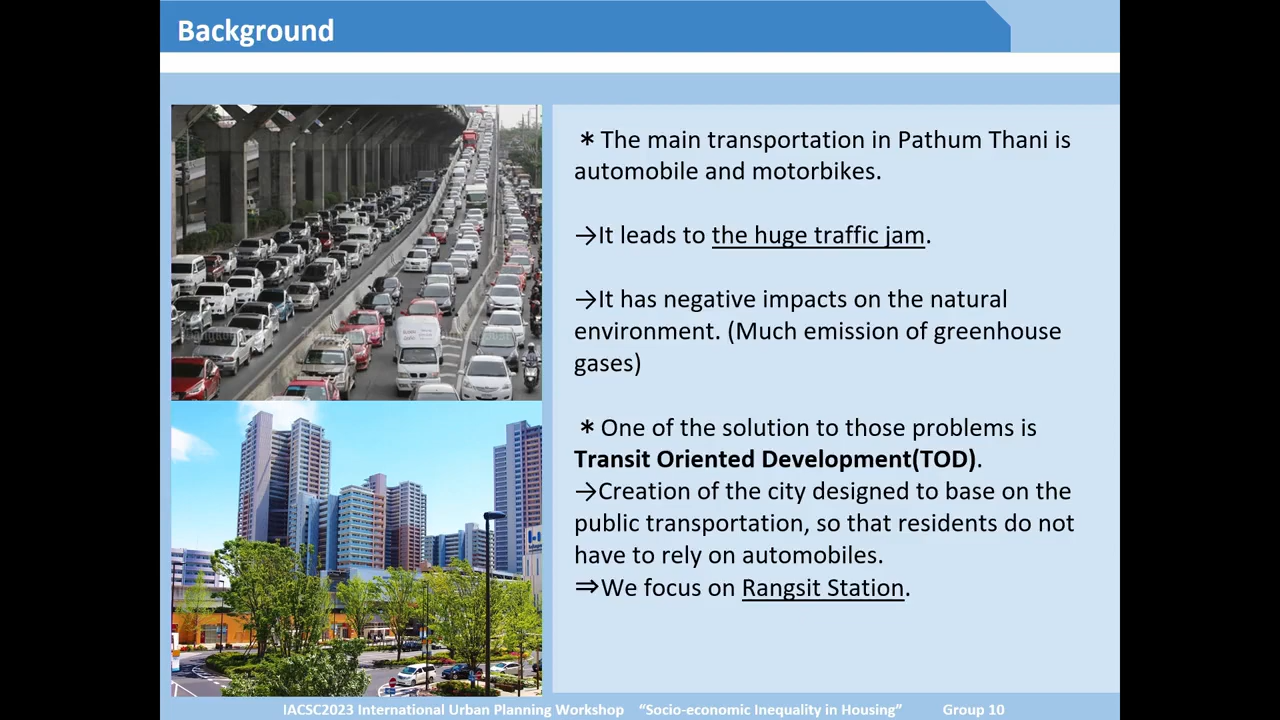 Background
＊The main transportation in Pathum Thani is
automobile and motorbikes.
→It leads to the huge traffic jam.
→It has negative impacts on the natural
environment. (Much emission of greenhouse
gases)
＊One of the solution to those problems is
Transit Oriented Development(TOD).
→Creation of the city designed to base on the
public transportation, so that residents do not
have to rely on automobiles.
⇒We focus on Rangsit Station.
IACSC2023 International Urban Planning Workshop “Socio-economic Inequality in Housing” Group 10